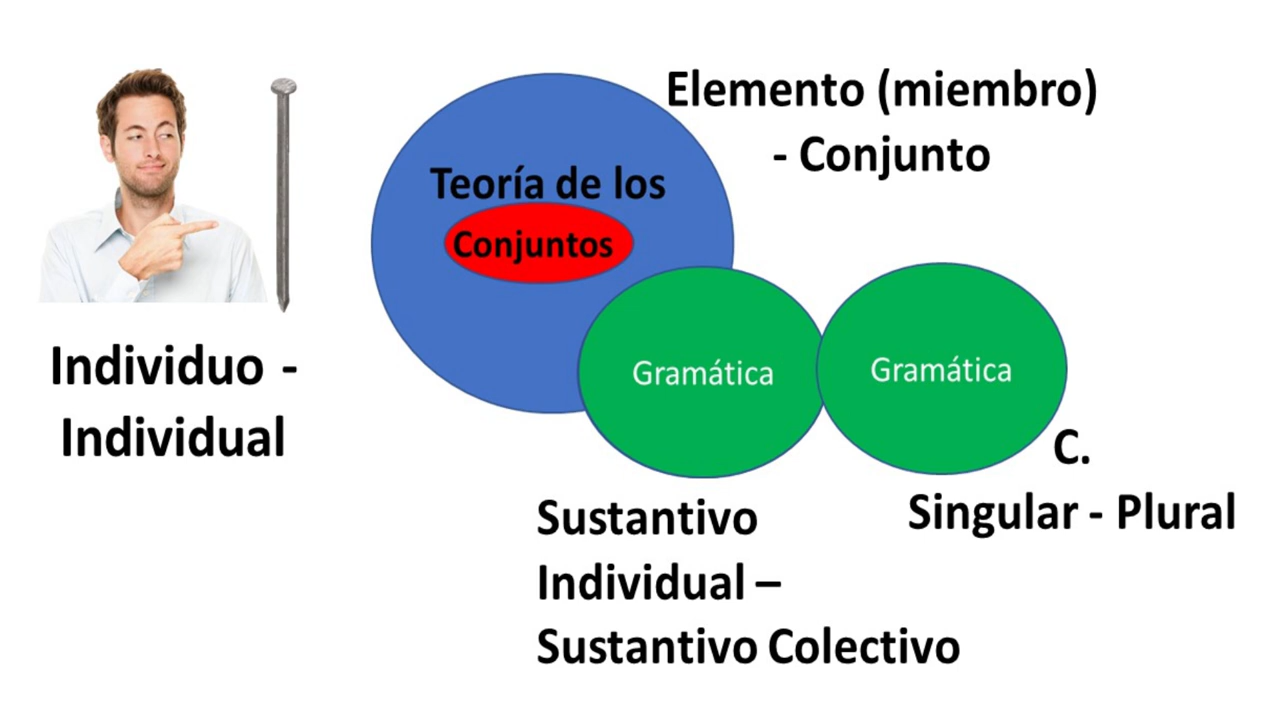 Elemento (miembro)
- Conjunto
Teoría de los
Conjuntos
Individuo -
Individual
Gramática
Gramática
C.
Singular - Plural
Sustantivo
Individual –
Sustantivo Colectivo